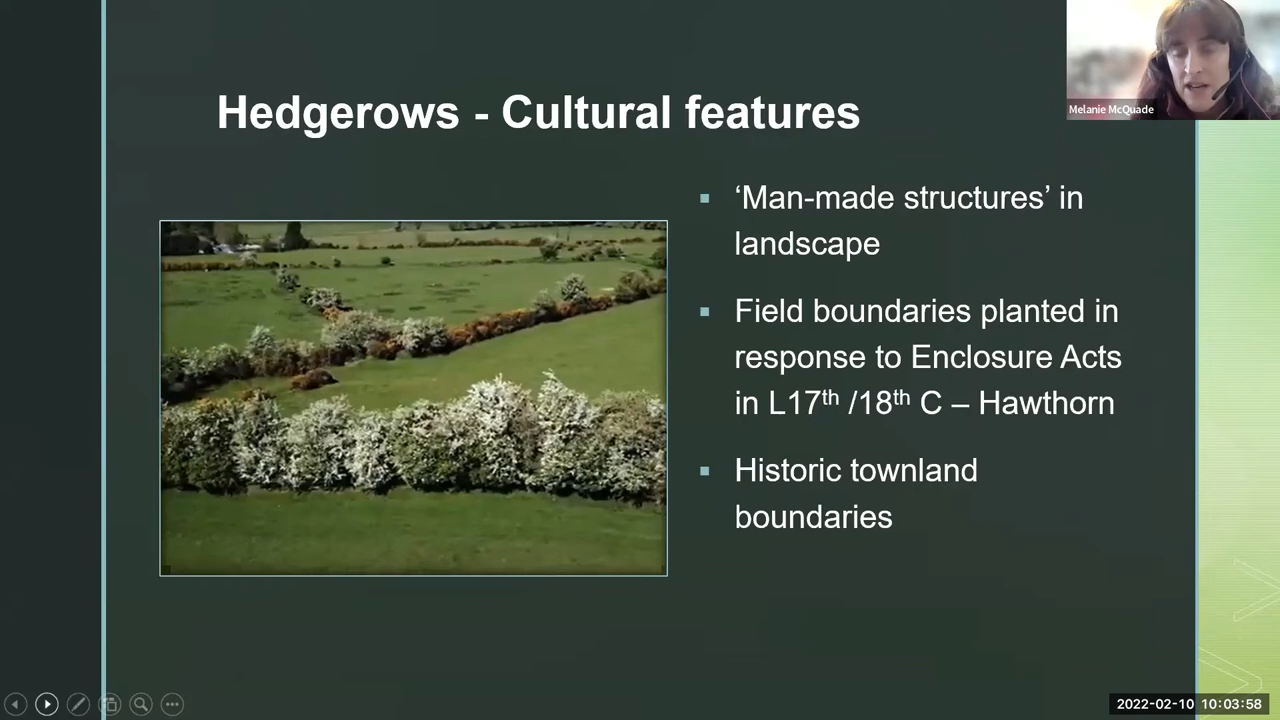 Melanie McQuade
Hedgerows - Cultural features
▪ ‘Man-made structures’ in
landscape
▪ Field boundaries planted in
response to Enclosure Acts
in L17th /18th C – Hawthorn
▪ Historic townland
boundaries
2022-02-10 10:03:58